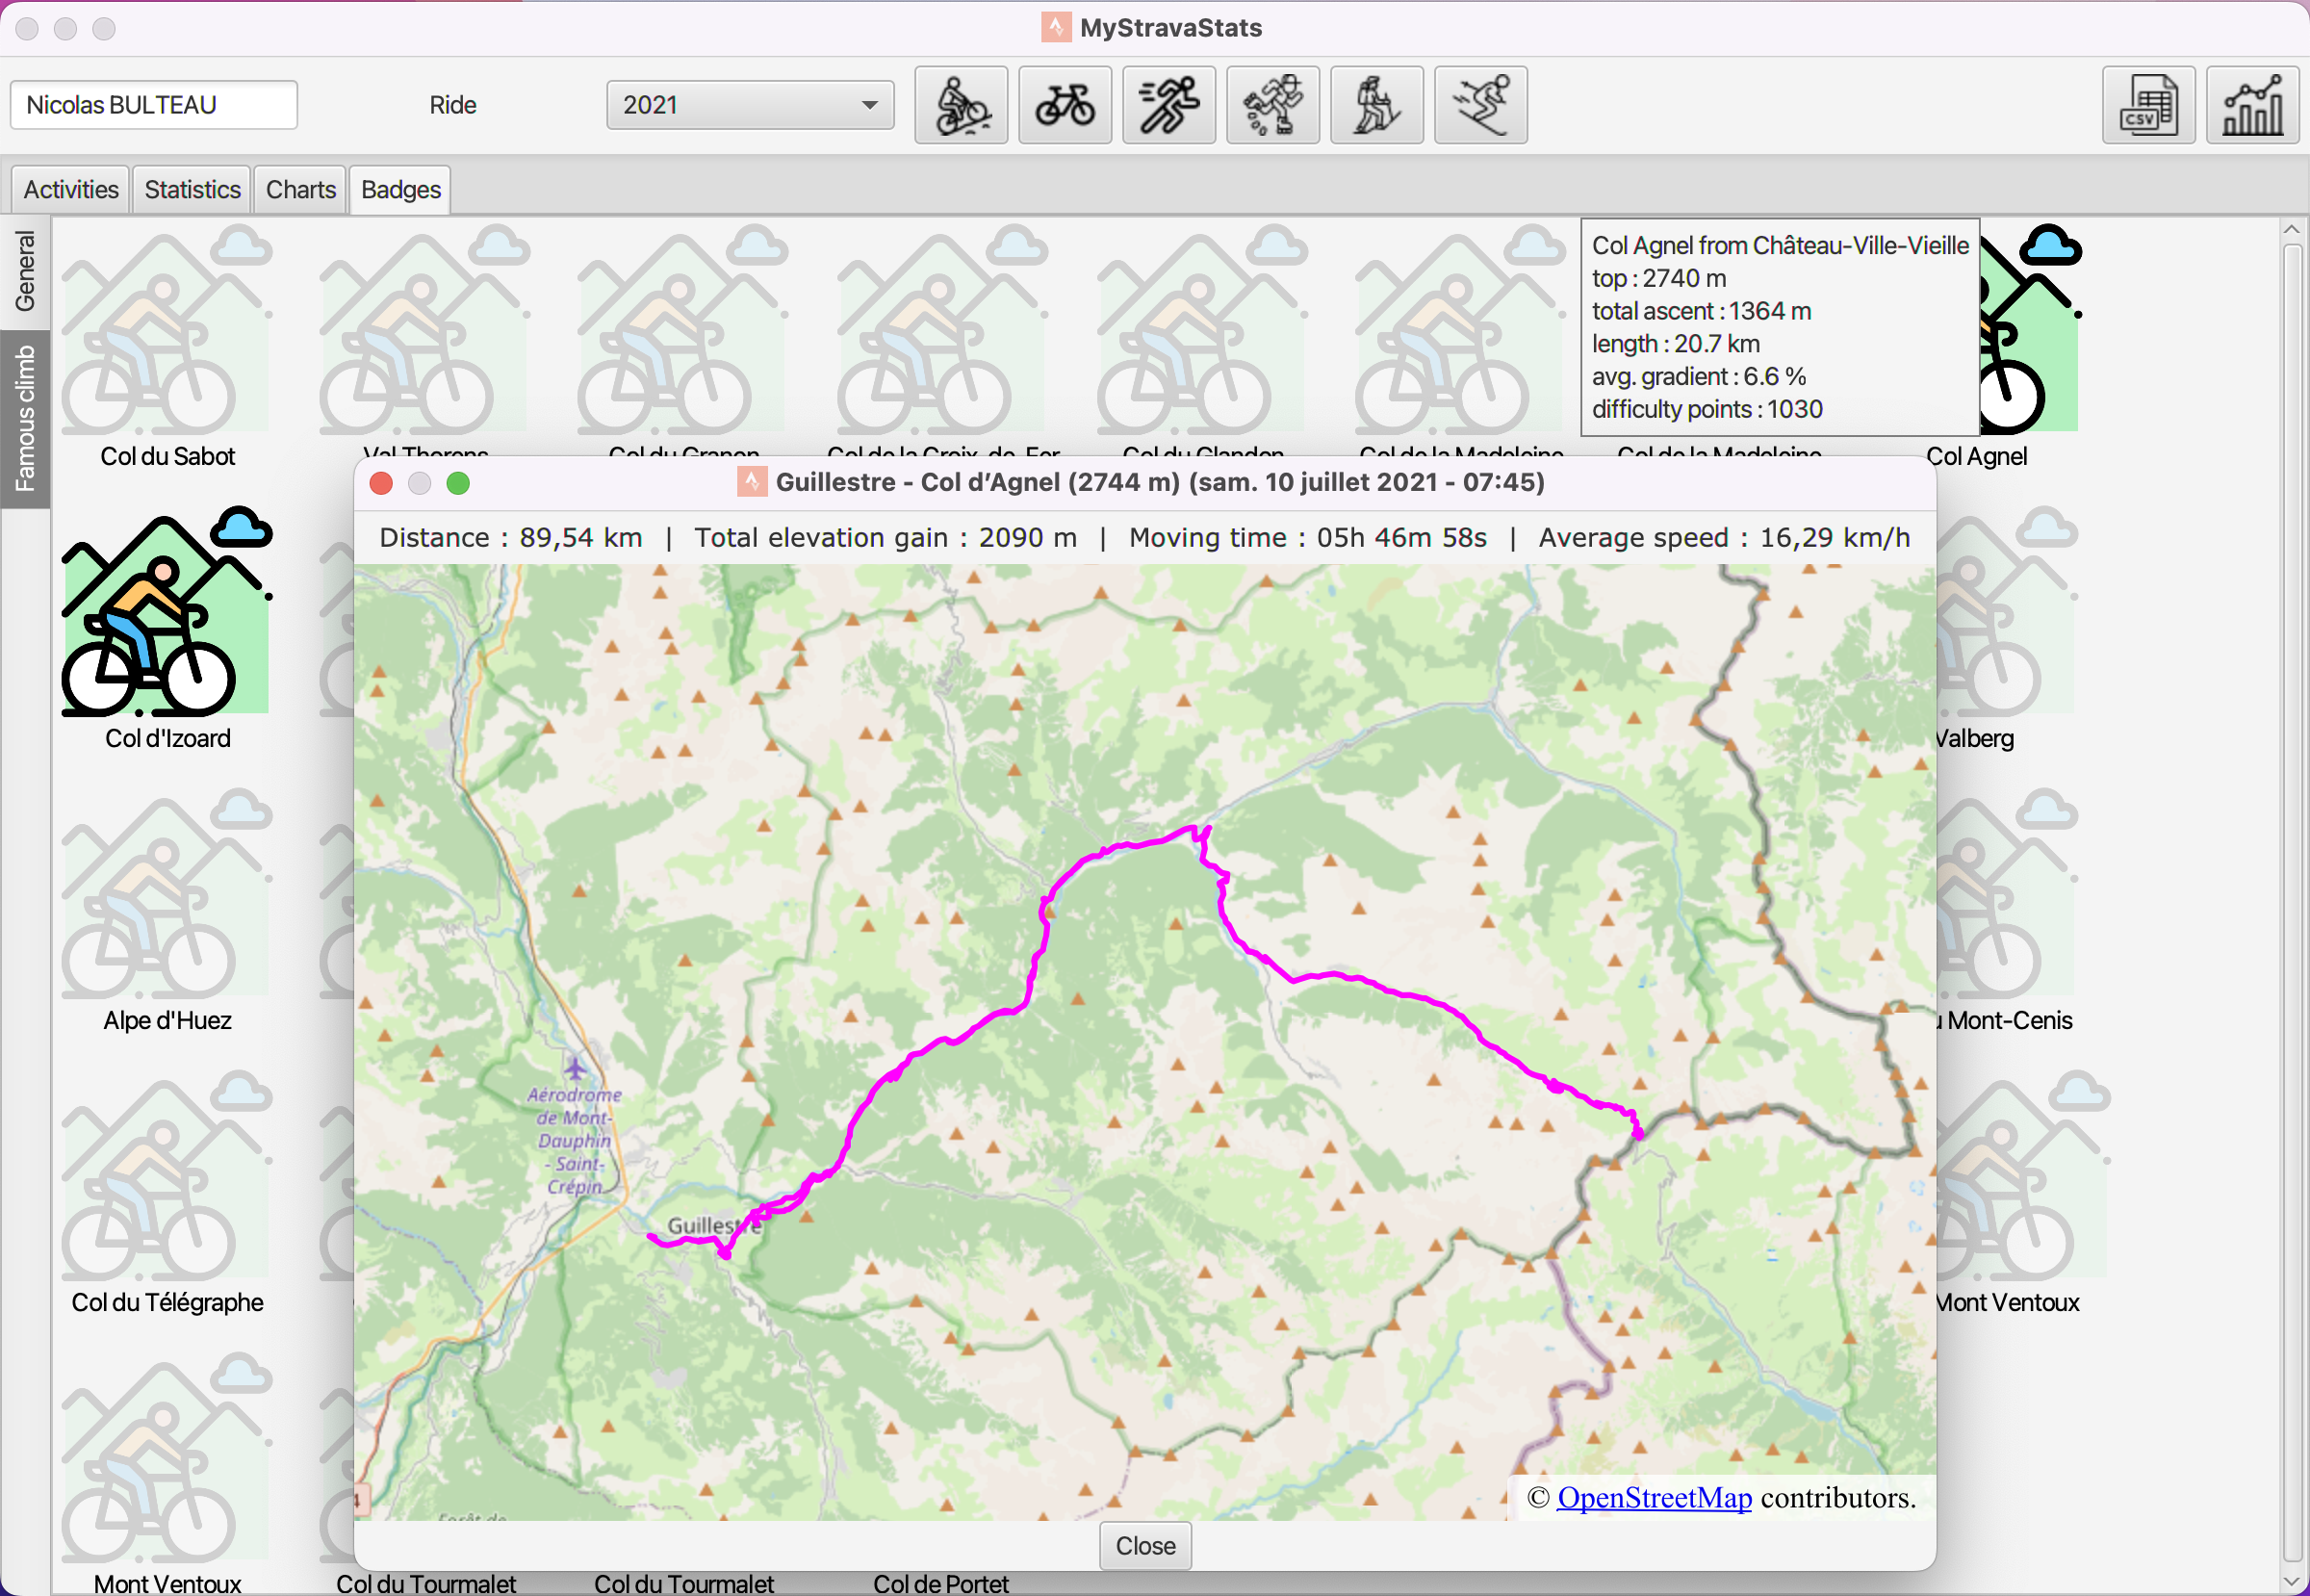 MyStravaStats
Nicolas BULTEAU
Ride
2021
CSV
Activities
Statistics
Charts
Badges
General
Famous climb
Col Agnel from Château-Ville-Vieille
top : 2740 m
total ascent : 1364 m
length : 20.7 km
avg. gradient : 6.6 %
difficulty points : 1030
Col du Sabot
Val Thorens
Col du Granon
Col de la Croix-de-Fer
Col du Glandon
Col de la Madeleine
Col de la Madeleine
Col Agnel
Guillestre - Col d’Agnel (2744 m) (sam. 10 juillet 2021 - 07:45)
Distance : 89,54 km | Total elevation gain : 2090 m | Moving time : 05h 46m 58s | Average speed : 16,29 km/h
Col d'Izoard
Valberg
Alpe d'Huez
Mont-Cenis
Aérodrome
de Mont-
Dauphin
- Saint-
Crépin
Guillestre
Col du Télégraphe
Mont Ventoux
4
© OpenStreetMap contributors.
Close
Mont Ventoux
Col du Tourmalet
Col du Tourmalet
Col de Portet